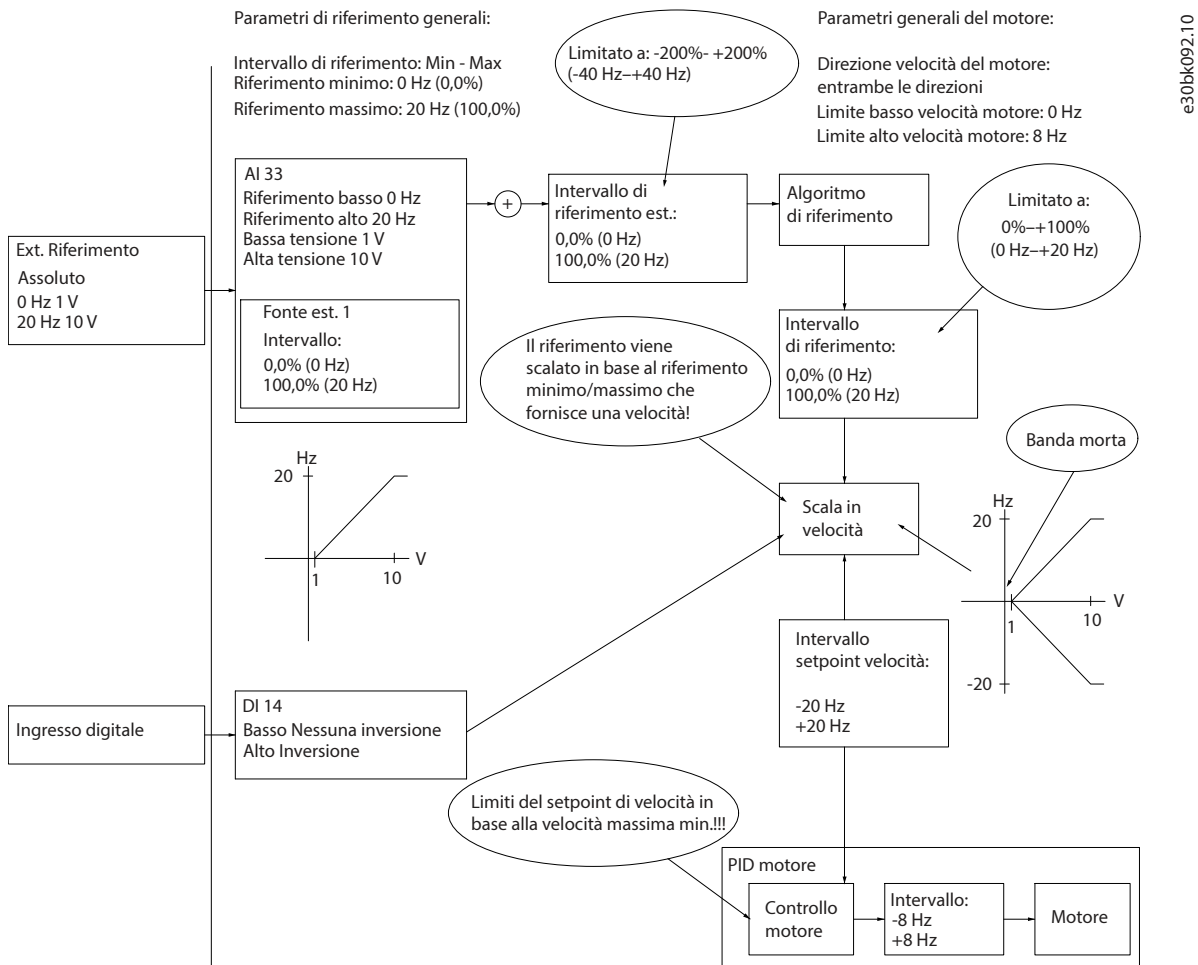 Parametri di riferimento generali:
Intervallo di riferimento: Min - Max
Riferimento minimo: 0 Hz (0,0%)
Riferimento massimo: 20 Hz (100,0%)
Limitato a: -200%- +200%
(-40 Hz–+40 Hz)
Parametri generali del motore:
Direzione velocità del motore:
entrambe le direzioni
Limite basso velocità motore: 0 Hz
Limite alto velocità motore: 8 Hz
e30bk092.10
Ext. Riferimento
Assoluto
0 Hz 1 V
20 Hz 10 V
AI 33
Riferimento basso 0 Hz
Riferimento alto 20 Hz
Bassa tensione 1 V
Alta tensione 10 V
Fonte est. 1
Intervallo:
0,0% (0 Hz)
100,0% (20 Hz)
+
Intervallo di
riferimento est.:
0,0% (0 Hz)
100,0% (20 Hz)
Algoritmo
di riferimento
Limitato a:
0%–+100%
(0 Hz–+20 Hz)
Intervallo
di riferimento:
0,0% (0 Hz)
100,0% (20 Hz)
Il riferimento viene
scalato in base al riferimento
minimo/massimo che
fornisce una velocità!
Banda morta
Hz
20
V
1
10
Scala in
velocità
Hz
20
V
1
10
-20
Intervallo
setpoint velocità:
-20 Hz
+20 Hz
Ingresso digitale
DI 14
Basso Nessuna inversione
Alto Inversione
Limiti del setpoint di velocità in
base alla velocità massima min.!!!
PID motore
Controllo
motore
Intervallo:
-8 Hz
+8 Hz
Motore